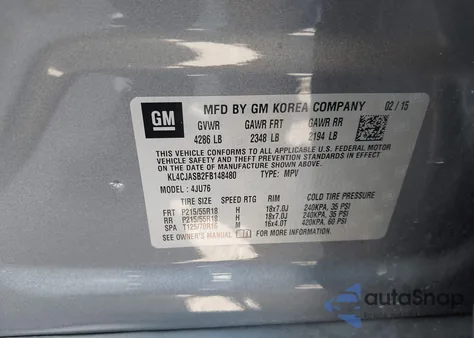 GM
MFD BY GM KOREA COMPANY 02 / 15
GVWR GAWR FRT GAWR RR
4286 LB 2348 LB 2194 LB
THIS VEHICLE CONFORMS TO ALL APPLICABLE U.S. FEDERAL MOTOR
VEHICLE SAFETY, BUMPER, AND THEFT PREVENTION STANDARDS IN
EFFECT ON THE DATE OF MANUFACTURE SHOWN ABOVE.
KL4CJASB2FB148480 TYPE: MPV
MODEL: 4JU76
TIRE SIZE SPEED RTG RIM COLD TIRE PRESSURE
FRT P215/55R18 H 18x7.0J 240KPA, 35 PSI
RR P215/55R18 H 18x7.0J 240KPA, 35 PSI
SPA T125/70R16 M 16x4.0T 420KPA, 60 PSI
SEE OWNER'S MANUAL FOR MORE INFORMATION.
autoSnap